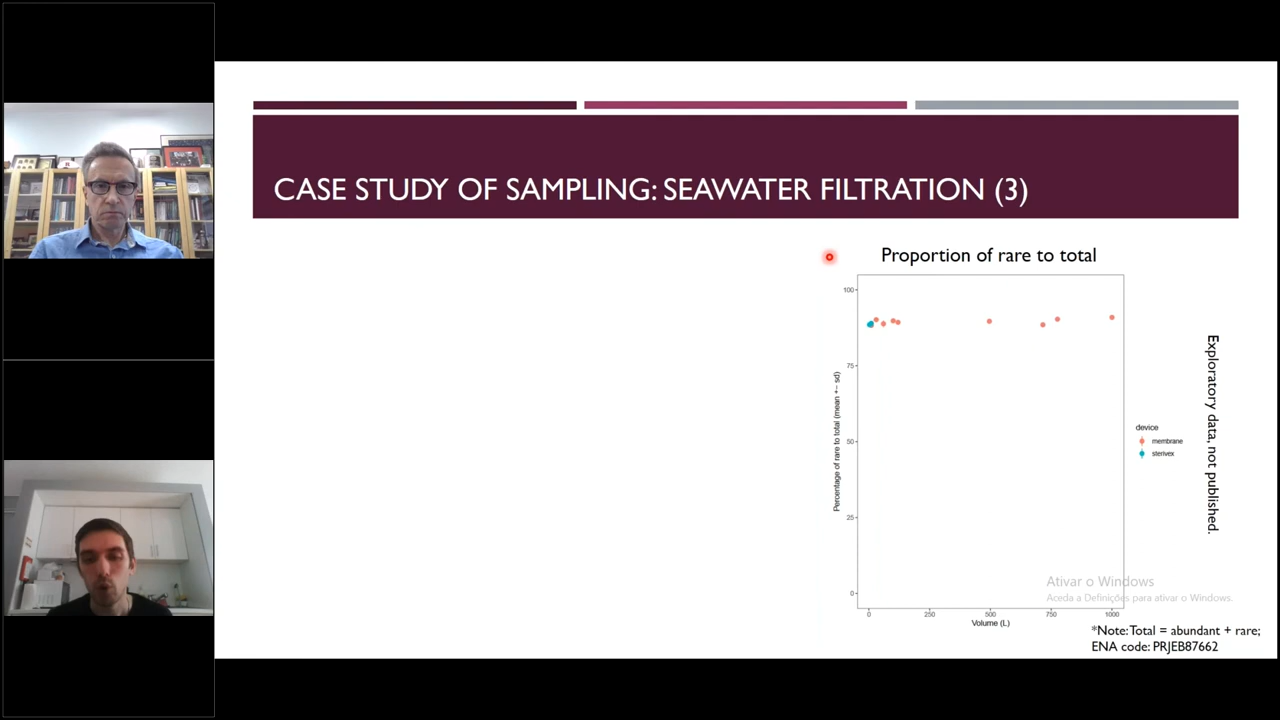 CASE STUDY OF SAMPLING: SEAWATER FILTRATION (3)
Proportion of rare to total
100
75
50
25
0
Percentage of rare to total (mean +- sd)
0 250 500 750 1000
Volume (L)
device
membrane
sterivex
Exploratory data, not published.
Ativar o Windows
Aceda a Definições para ativar o Windows.
*Note: Total = abundant + rare;
ENA code: PRJEB87662